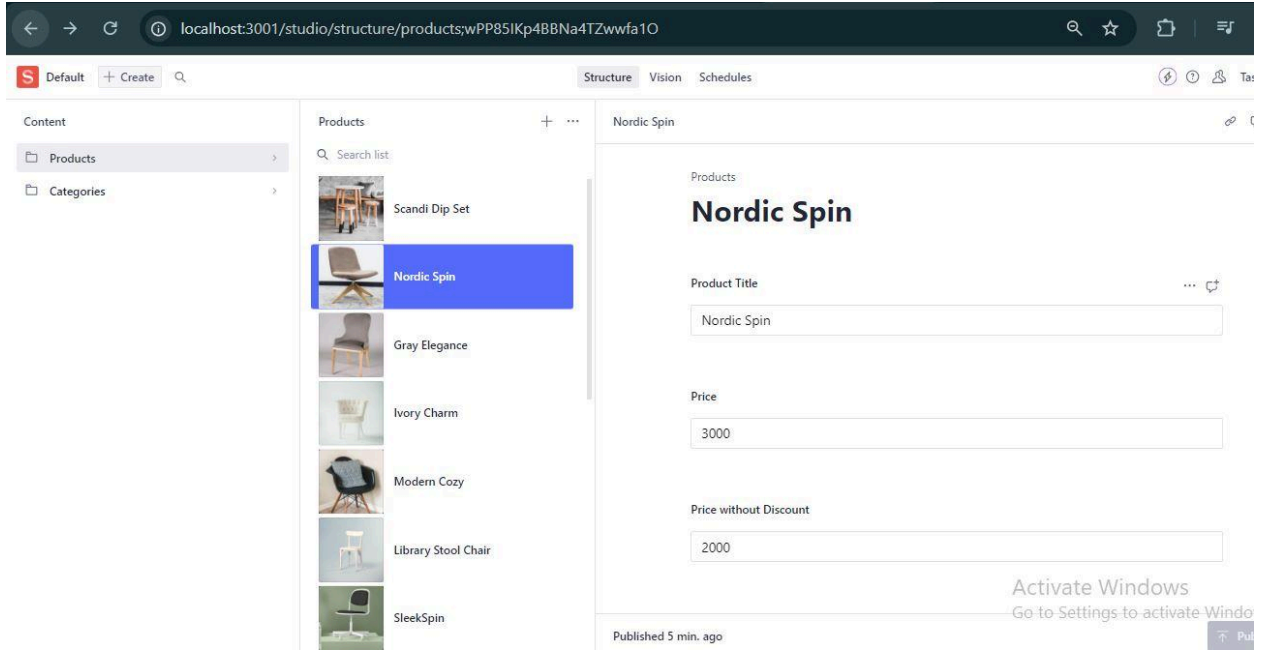 localhost:3001/studio/structure/products;wPP85IKp4BBNa4TZwwfa1O
S Default + Create Structure Vision Schedules Tas
Content
Products
Categories
Products
Search list
Scandi Dip Set
Nordic Spin
Gray Elegance
Ivory Charm
Modern Cozy
Library Stool Chair
SleekSpin
Nordic Spin
Products
Nordic Spin
Product Title
Nordic Spin
Price
3000
Price without Discount
2000
Activate Windows
Go to Settings to activate Windo
Published 5 min. ago
Pub